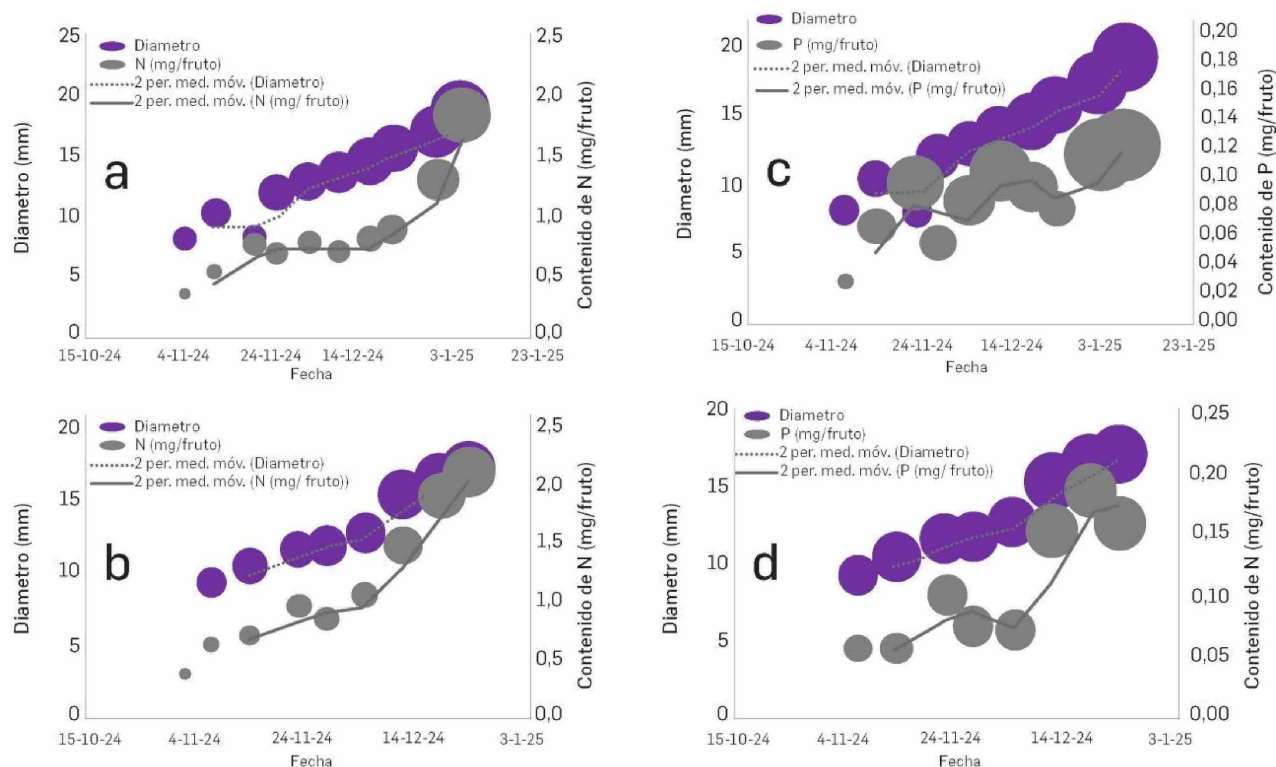 a
Diametro
N (mg/fruto)
2 per. med. móv. (Diametro)
2 per. med. móv. (N (mg/ fruto))
Diametro (mm)
25
20
15
10
5
0
Contenido de N (mg/fruto)
2,5
2,0
1,5
1,0
0,5
0,0
15-10-24 4-11-24 24-11-24 14-12-24 3-1-25 23-1-25
Fecha
c
Diametro
P (mg/fruto)
2 per. med. móv. (Diametro)
2 per. med. móv. (P (mg/ fruto))
Diametro (mm)
20
15
10
5
0
Contenido de P (mg/fruto)
0,20
0,18
0,16
0,14
0,12
0,10
0,08
0,06
0,04
0,02
0,00
15-10-24 4-11-24 24-11-24 14-12-24 3-1-25 23-1-25
Fecha
b
Diametro
N (mg/fruto)
2 per. med. móv. (Diametro)
2 per. med. móv. (N (mg/ fruto))
Diametro (mm)
20
15
10
5
0
Contenido de N (mg/fruto)
2,5
2,0
1,5
1,0
0,5
0,0
15-10-24 4-11-24 24-11-24 14-12-24 3-1-25
Fecha
d
Diametro
P (mg/fruto)
2 per. med. móv. (Diametro)
2 per. med. móv. (P (mg/ fruto))
Diametro (mm)
20
15
10
5
0
Contenido de N (mg/fruto)
0,25
0,20
0,15
0,10
0,05
0,00
15-10-24 4-11-24 24-11-24 14-12-24 3-1-25
Fecha